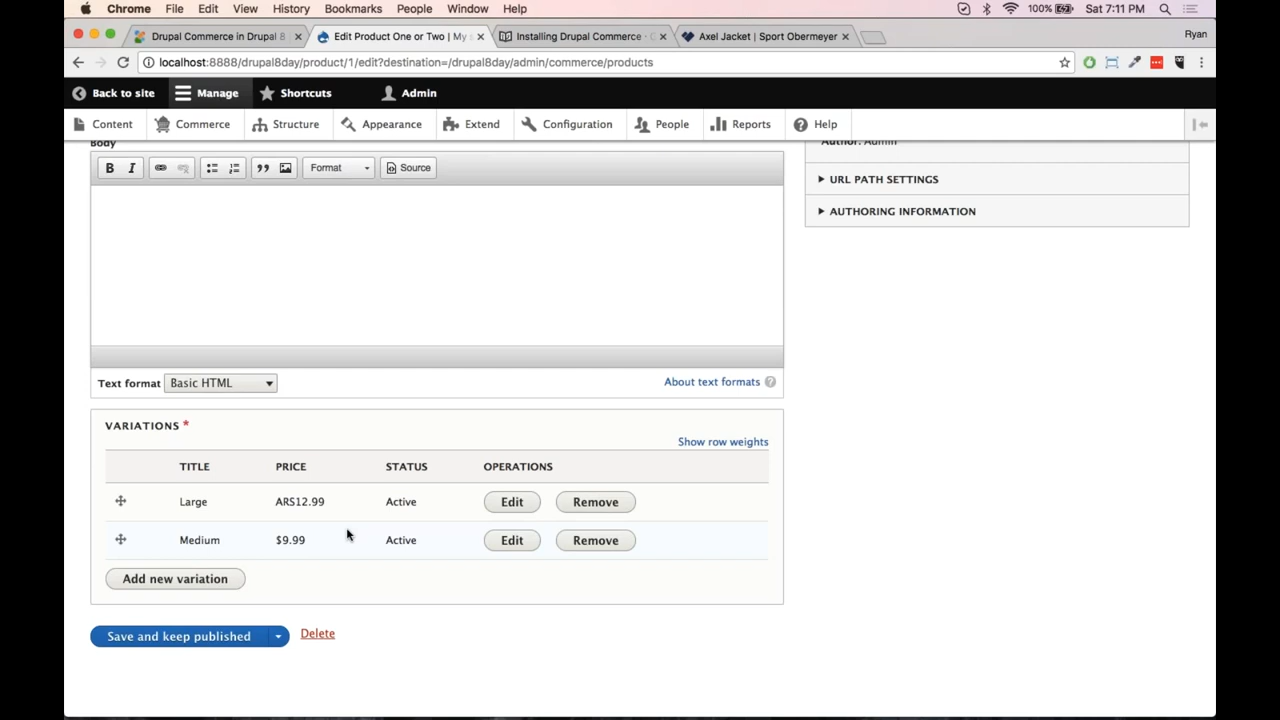 Chrome File Edit View History Bookmarks People Window Help 100% Sat 7:11 PM
Drupal Commerce in Drupal 8 Edit Product One or Two | My s Installing Drupal Commerce - Axel Jacket | Sport Obermeyer Ryan
localhost:8888/drupal8day/product/1/edit?destination=/drupal8day/admin/commerce/products
Back to site Manage Shortcuts Admin
Content Commerce Structure Appearance Extend Configuration People Reports Help
Body
Author: Admin
B I Format Source
URL PATH SETTINGS
AUTHORING INFORMATION
Text format Basic HTML About text formats ?
VARIATIONS *
Show row weights
TITLE PRICE STATUS OPERATIONS
Large ARS12.99 Active Edit Remove
Medium $9.99 Active Edit Remove
Add new variation
Save and keep published Delete